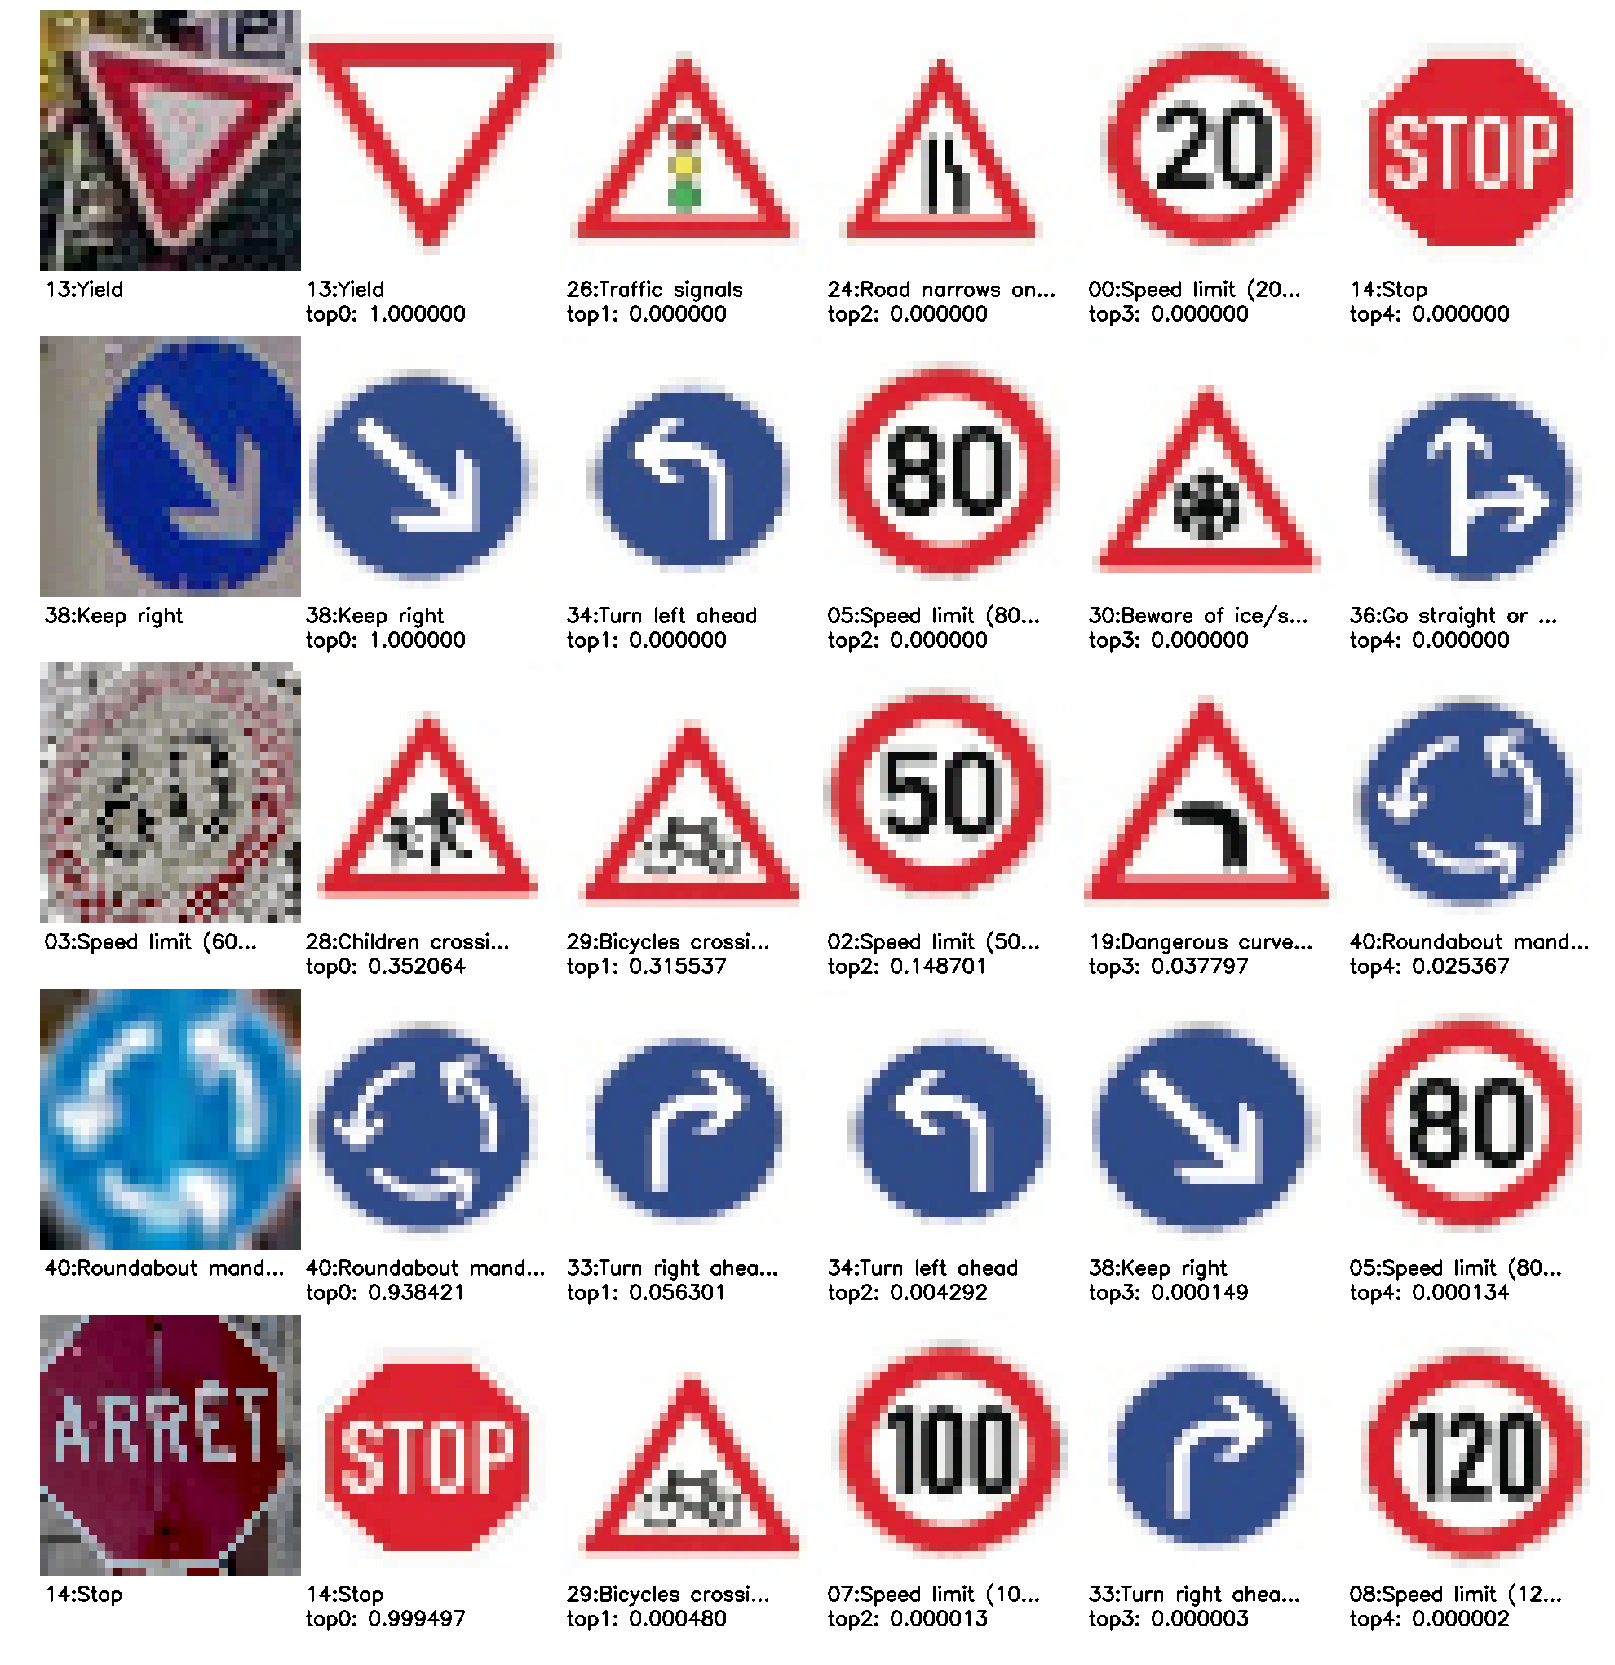 P
20
STOP
13:Yield
13:Yield
top0: 1.000000
26:Traffic signals
top1: 0.000000
24:Road narrows on...
top2: 0.000000
00:Speed limit (20...
top3: 0.000000
14:Stop
top4: 0.000000
80
38:Keep right
38:Keep right
top0: 1.000000
34:Turn left ahead
top1: 0.000000
05:Speed limit (80...
top2: 0.000000
30:Beware of ice/s...
top3: 0.000000
36:Go straight or ...
top4: 0.000000
60
50
03:Speed limit (60...
28:Children crossi...
top0: 0.352064
29:Bicycles crossi...
top1: 0.315537
02:Speed limit (50...
top2: 0.148701
19:Dangerous curve...
top3: 0.037797
40:Roundabout mand...
top4: 0.025367
80
40:Roundabout mand...
40:Roundabout mand...
top0: 0.938421
33:Turn right ahea...
top1: 0.056301
34:Turn left ahead
top2: 0.004292
38:Keep right
top3: 0.000149
05:Speed limit (80...
top4: 0.000134
ARRÊT
STOP
100
120
14:Stop
14:Stop
top0: 0.999497
29:Bicycles crossi...
top1: 0.000480
07:Speed limit (10...
top2: 0.000013
33:Turn right ahea...
top3: 0.000003
08:Speed limit (12...
top4: 0.000002